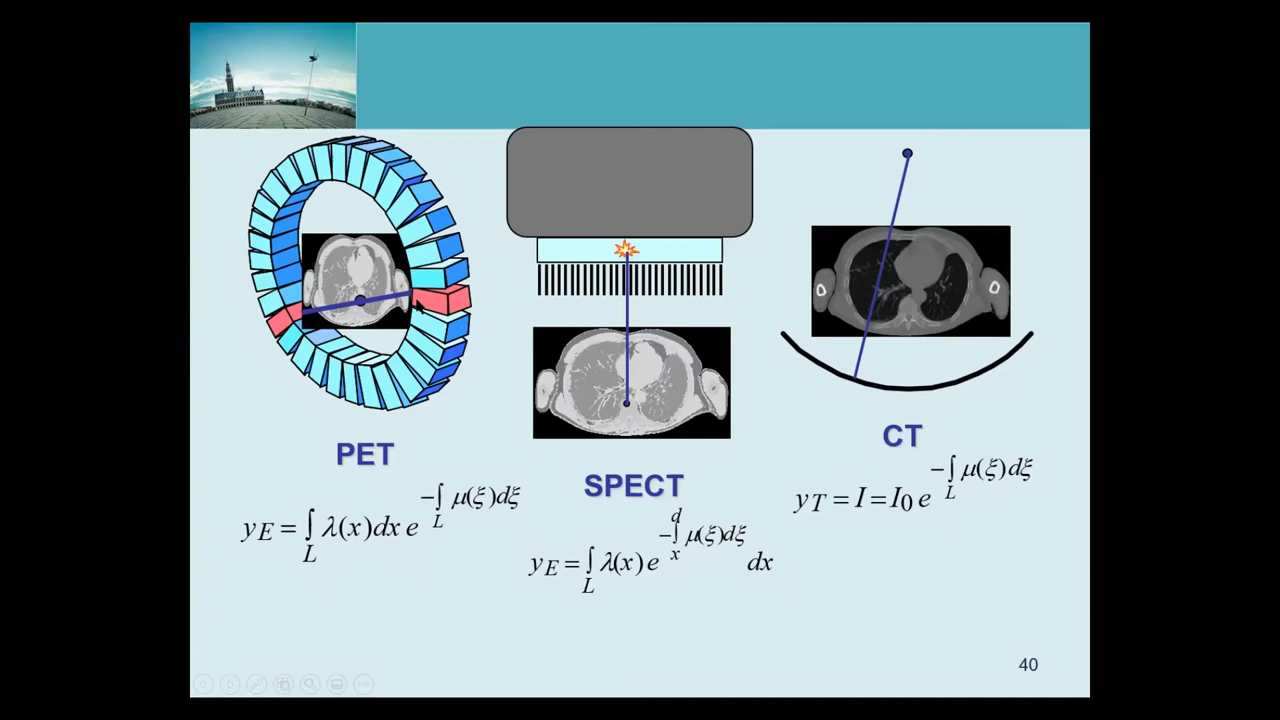 PET
y_E = ∫_L λ(x)dx e^{-∫_L μ(ξ)dξ}
SPECT
y_E = ∫_L λ(x) e^{-∫_x^d μ(ξ)dξ} dx
CT
y_T = I = I_0 e^{-∫_L μ(ξ)dξ}
40